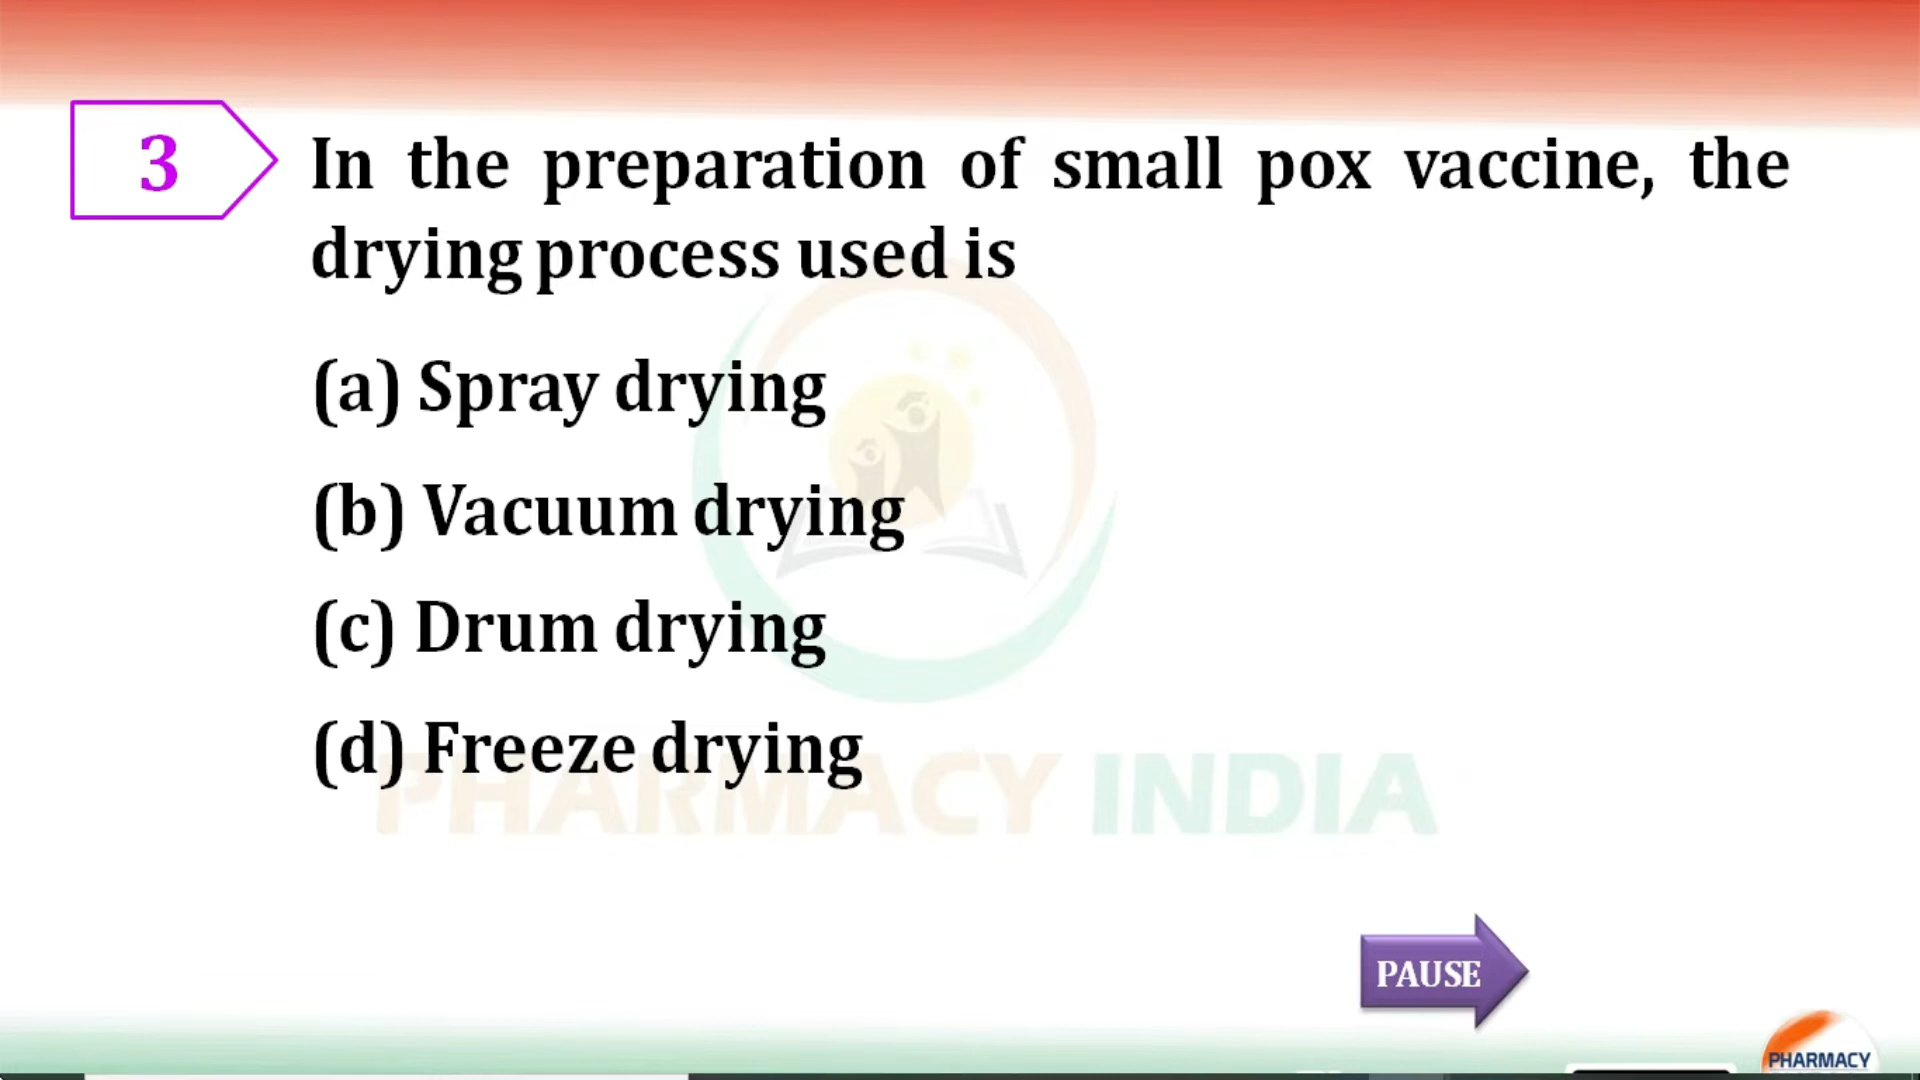 3
In the preparation of small pox vaccine, the
drying process used is
(a) Spray drying
(b) Vacuum drying
(c) Drum drying
(d) Freeze drying
PHARMACY INDIA
PAUSE
PHARMACY